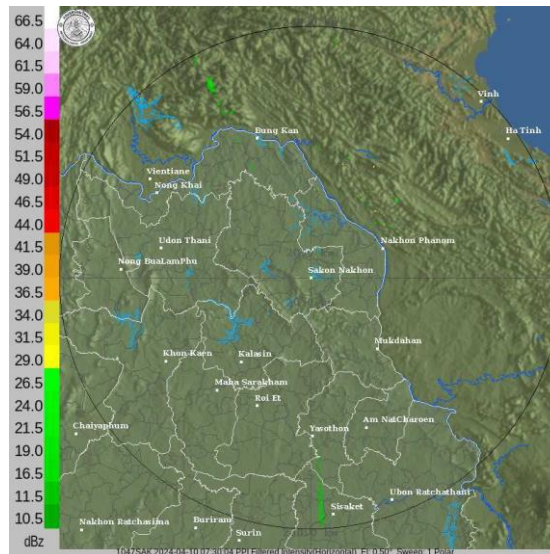 66.5
64.0
61.5
59.0
56.5
54.0
51.5
49.0
46.5
44.0
41.5
39.0
36.5
34.0
31.5
29.0
26.5
24.0
21.5
19.0
16.5
14.0
11.5
10.5
dBz
Vinh
Ha Tinh
Bung Kan
Vientiane
Nong Khai
Udon Thani
Nakhon Phanom
Nong BuaLamPhu
Sakon Nakhon
Mukdahan
Khon Kaen
Kalasin
Maha Sarakham
Roi Et
Am NatCharoen
Chaiyaphum
Yasothon
Ubon Ratchathani
Sisaket
Nakhon Ratchasima
Buriram
Surin